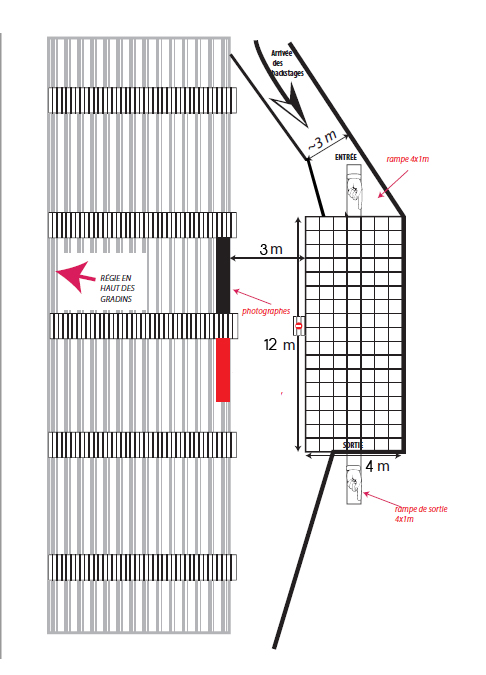 Arrivée
des
backstages
~3 m
ENTRÉE
rampe 4x1m
3 m
RÉGIE EN
HAUT DES
GRADINS
photographes
12 m
SORTIE
4 m
rampe de sortie
4x1m